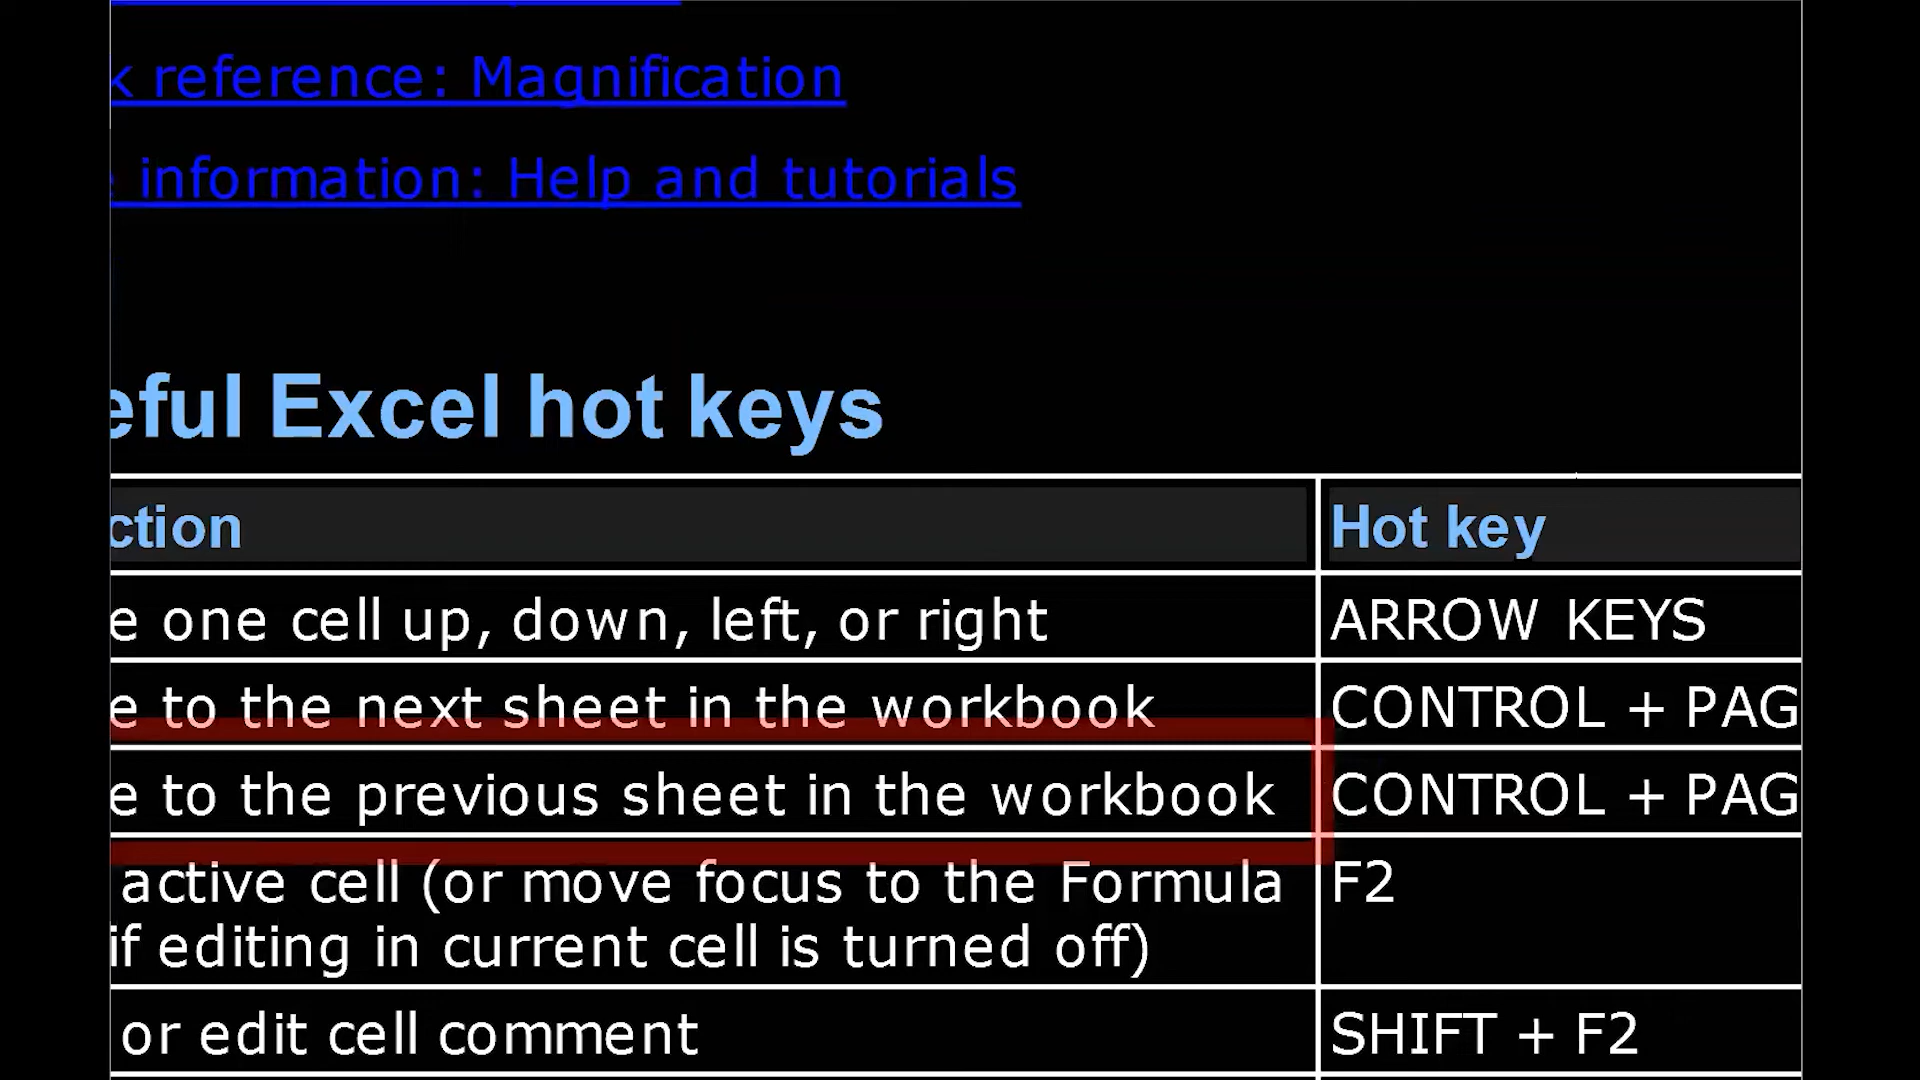 k reference: Magnification
e information: Help and tutorials
eful Excel hot keys
ction
Hot key
e one cell up, down, left, or right
ARROW KEYS
e to the next sheet in the workbook
CONTROL + PAG
e to the previous sheet in the workbook
CONTROL + PAG
active cell (or move focus to the Formula
F2
if editing in current cell is turned off)
or edit cell comment
SHIFT + F2